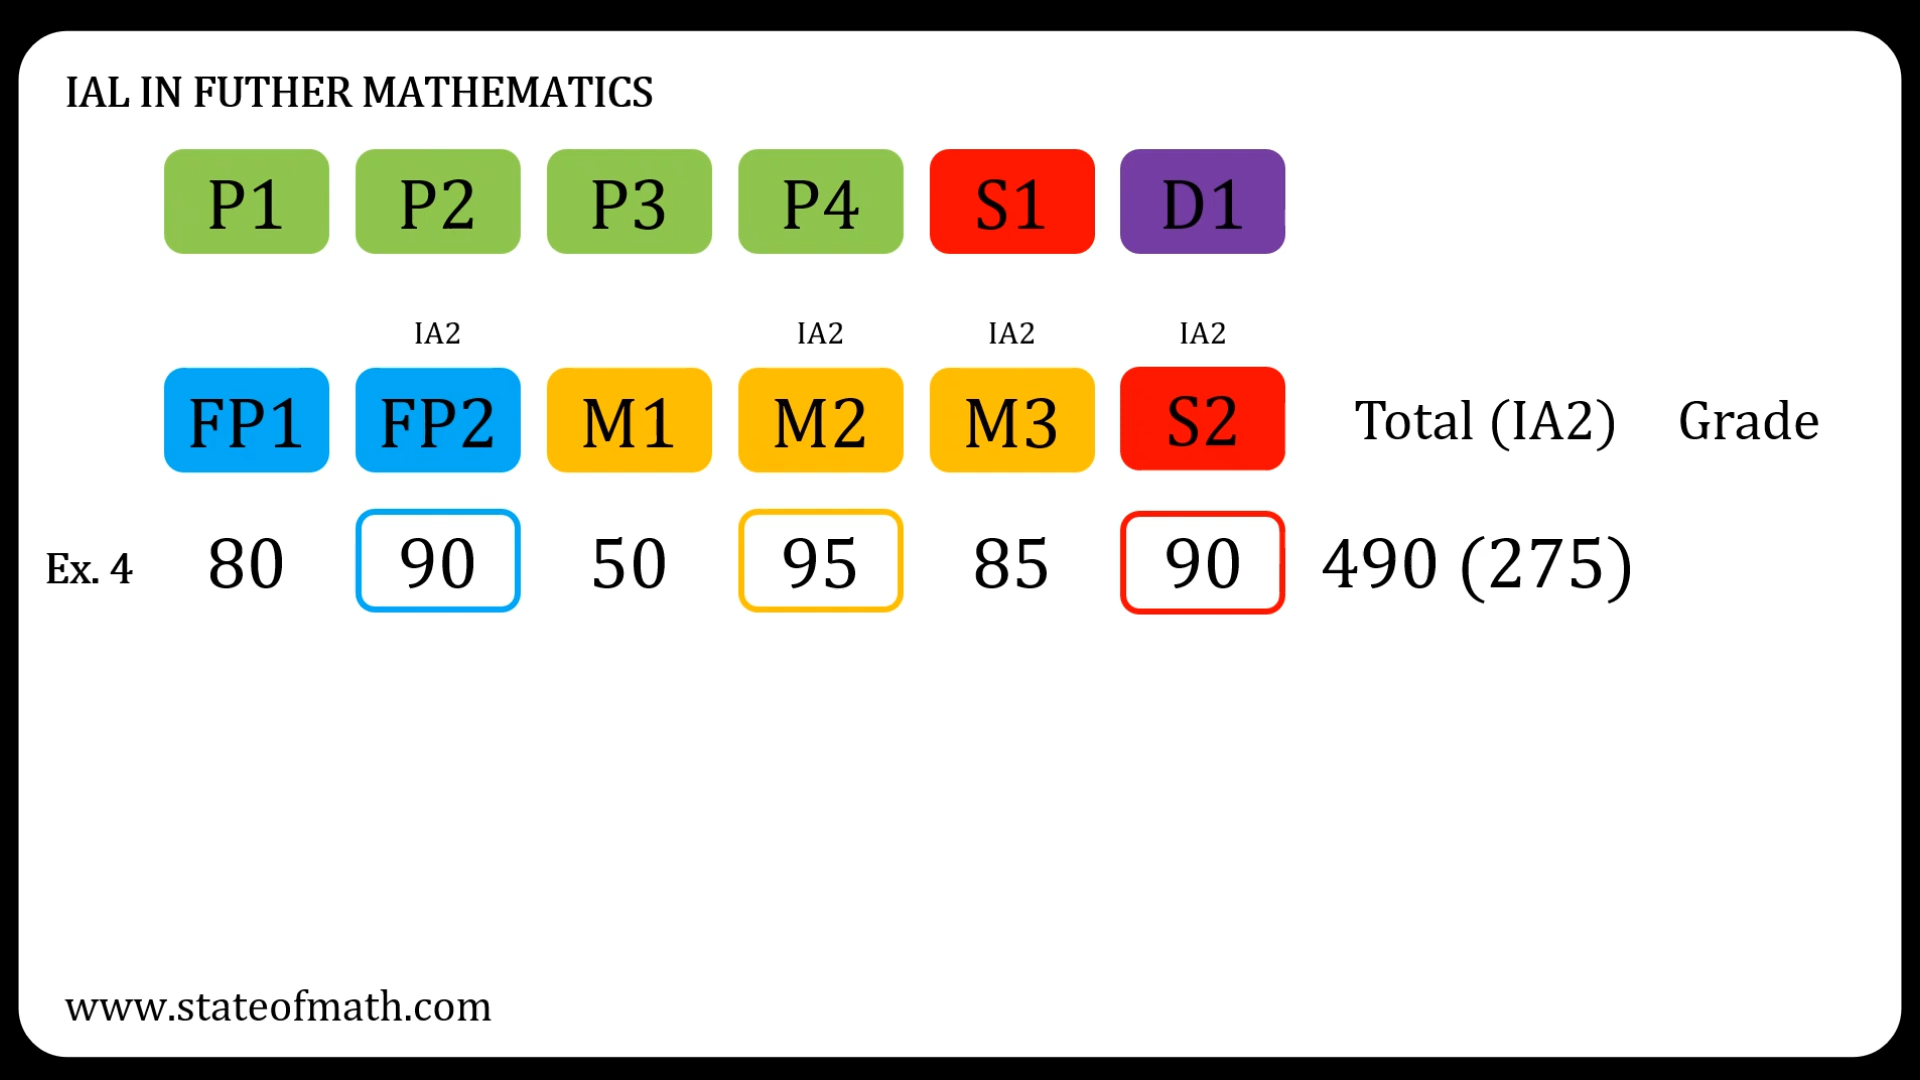 IAL IN FUTHER MATHEMATICS
P1 P2 P3 P4 S1 D1
IA2 IA2 IA2 IA2
FP1 FP2 M1 M2 M3 S2 Total (IA2) Grade
Ex. 4 80 90 50 95 85 90 490 (275)
www.stateofmath.com